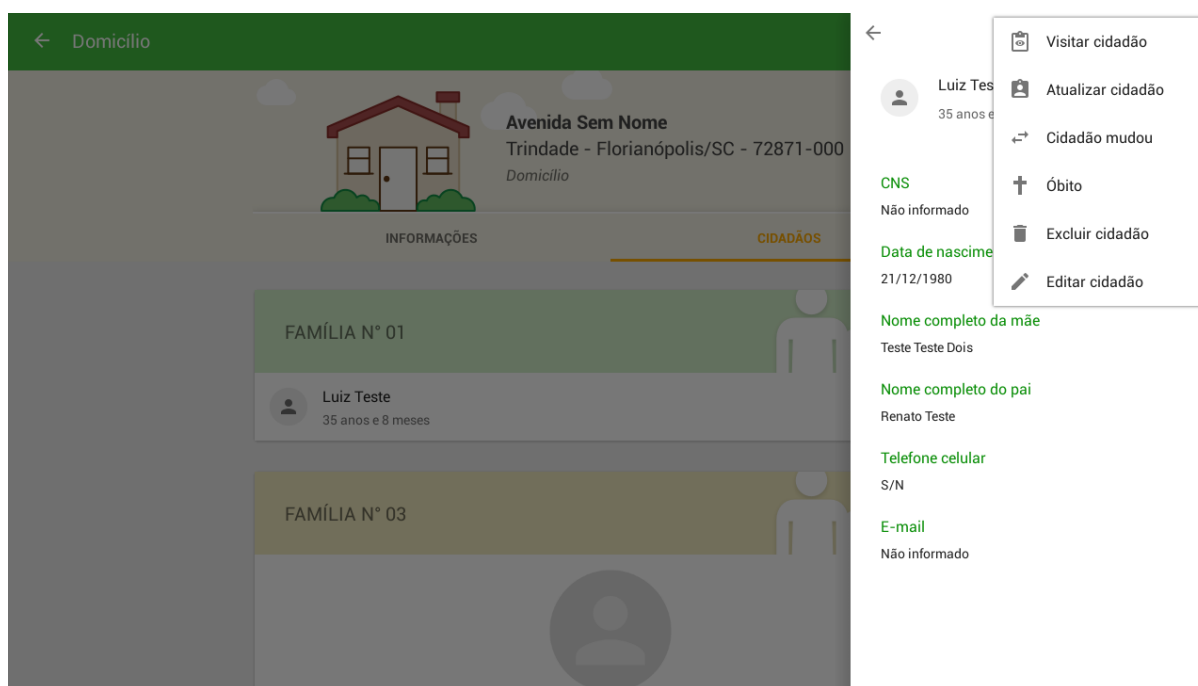 Domicílio
Avenida Sem Nome
Trindade - Florianópolis/SC - 72871-000
Domicílio
INFORMAÇÕES
CIDADÃOS
FAMÍLIA N° 01
Luiz Teste
35 anos e 8 meses
FAMÍLIA N° 03
Luiz Tes
35 anos e
CNS
Não informado
Data de nascime
21/12/1980
Nome completo da mãe
Teste Teste Dois
Nome completo do pai
Renato Teste
Telefone celular
S/N
E-mail
Não informado
Visitar cidadão
Atualizar cidadão
Cidadão mudou
Óbito
Excluir cidadão
Editar cidadão